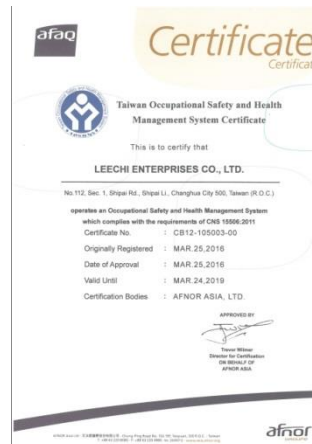 afaq
Certificate
Certificat
Taiwan Occupational Safety and Health
Management System Certificate
This is to certify that
LEECHI ENTERPRISES CO., LTD.
No.112, Sec. 1, Shipai Rd., Shipai Li., Changhua City 500, Taiwan (R.O.C.)
operates an Occupational Safety and Health Management System
which complies with the requirements of CNS 15506:2011
Certificate No. : CB12-105003-00
Originally Registered : MAR.25,2016
Date of Approval : MAR.25,2016
Valid Until : MAR.24,2019
Certification Bodies : AFNOR ASIA, LTD.
APPROVED BY
Director for Certification
ON BEHALF OF
AFNOR ASIA
afnor